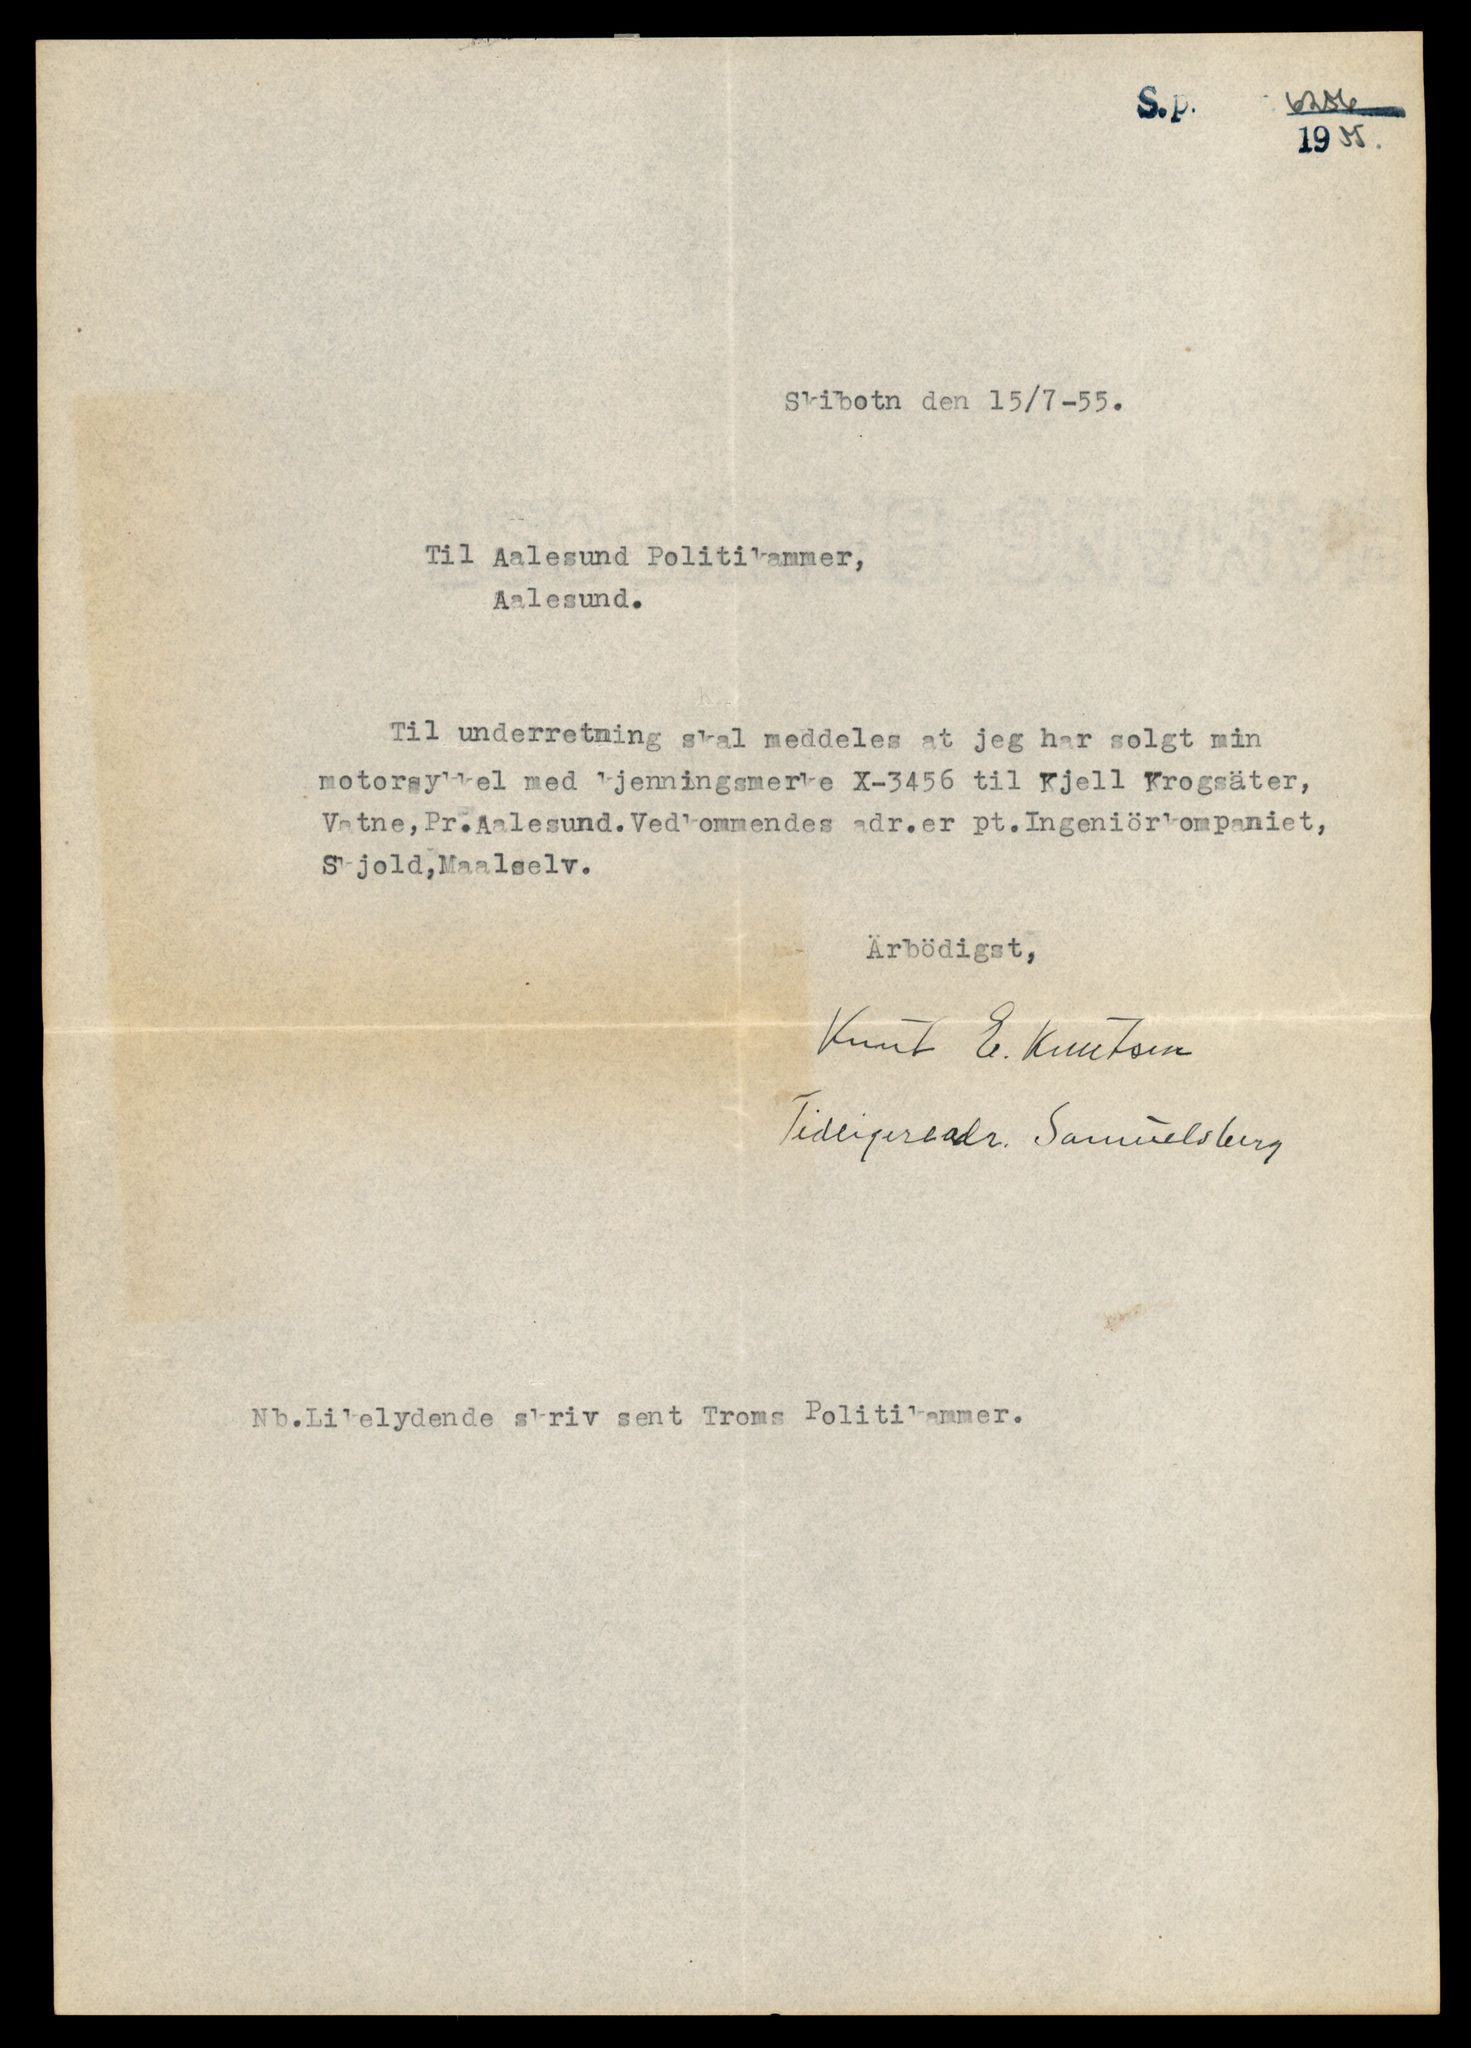 S.p. 6256
1955.
Skibotn den 15/7-55.
Til Aalesund Politikammer,
Aalesund.
Til underretning skal meddeles at jeg har solgt min
motorsykkel med kjenningsmerke X-3456 til Kjell Krogsäter,
Vatne,Pr.Aalesund.Vedkommendes adr.er pt.Ingeniörkompaniet,
Skjold,Maalselv.
Ärbödigst,
Knut E. Knutsen
Tidligere adr. Samuelsberg
Nb.Likelydende skriv sent Troms Politikammer.